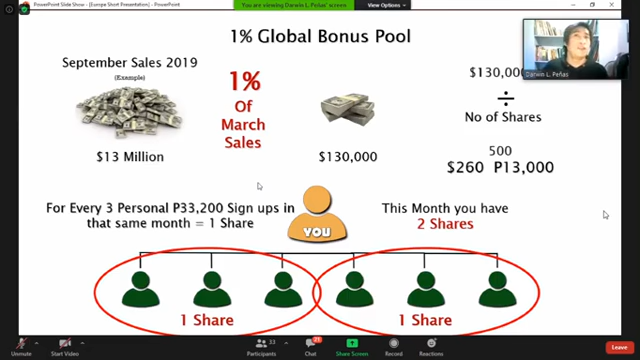 PowerPoint Slide Show - [Europa Short Presentation] - PowerPoint
You are viewing Darwin L. Peñas' screen
View Options
1% Global Bonus Pool
September Sales 2019
(Example)
$13 Million
1%
Of
March
Sales
$130,000
Darwin L. Peñas
$130,000
÷
No of Shares
500
$260 P13,000
For Every 3 Personal P33,200 Sign ups in
that same month = 1 Share
YOU
This Month you have
2 Shares
1 Share
1 Share
Unmute
Start Video
33
Participants
21
Chat
Share Screen
Record
Reactions
Leave